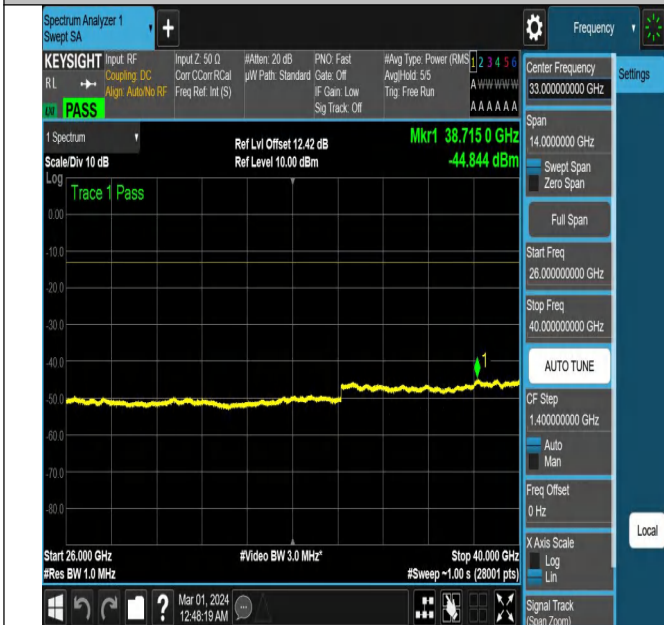 Spectrum Analyzer 1
Swept SA
+
Frequency
KEYSIGHT
RL
LXI PASS
Input: RF
Coupling: DC
Align: Auto/No RF
Input Z: 50 Ω
Corr CCorr RCal
Freq Ref: Int (S)
#Atten: 20 dB
µW Path: Standard
PNO: Fast
Gate: Off
IF Gain: Low
Sig Track: Off
#Avg Type: Power (RMS
Avg|Hold: 5/5
Trig: Free Run
1 2 3 4 5 6
A W W W W W
A A A A A A
Center Frequency
33.000000000 GHz
Settings
1 Spectrum
Scale/Div 10 dB
Ref Lvl Offset 12.42 dB
Ref Level 10.00 dBm
Mkr1 38.715 0 GHz
-44.844 dBm
Span
14.0000000 GHz
Swept Span
Zero Span
Full Span
Start Freq
26.000000000 GHz
Stop Freq
40.000000000 GHz
AUTO TUNE
CF Step
1.400000000 GHz
Auto
Man
Freq Offset
0 Hz
X Axis Scale
Log
Lin
Local
Signal Track
(Span Zoom)
Log
Trace 1 Pass
0.00
-10.0
-20.0
-30.0
-40.0
-50.0
-60.0
-70.0
-80.0
1
Start 26.000 GHz
#Res BW 1.0 MHz
#Video BW 3.0 MHz*
Stop 40.000 GHz
#Sweep ~1.00 s (28001 pts)
?
Mar 01, 2024
12:48:19 AM